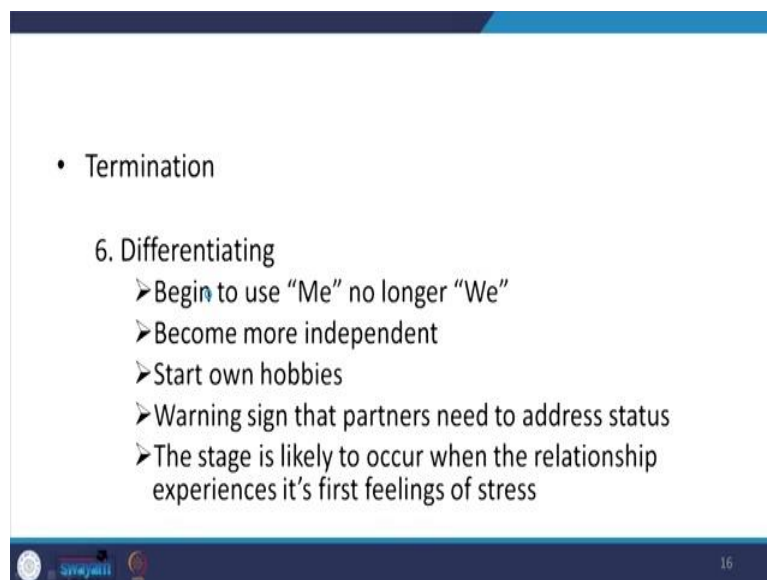 • Termination
6. Differentiating
➢Begin to use “Me” no longer “We”
➢Become more independent
➢Start own hobbies
➢Warning sign that partners need to address status
➢The stage is likely to occur when the relationship
experiences it’s first feelings of stress
swayam
16